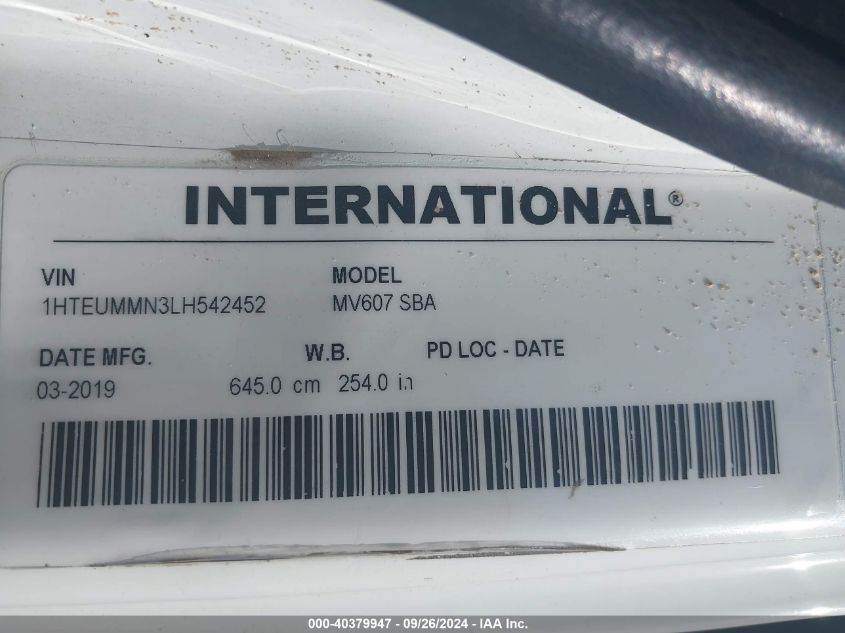 INTERNATIONAL®
VIN MODEL
1HTEUMMN3LH542452 MV607 SBA
DATE MFG. W.B. PD LOC - DATE
03-2019 645.0 cm 254.0 in
000-40379947 - 09/26/2024 - IAA Inc.